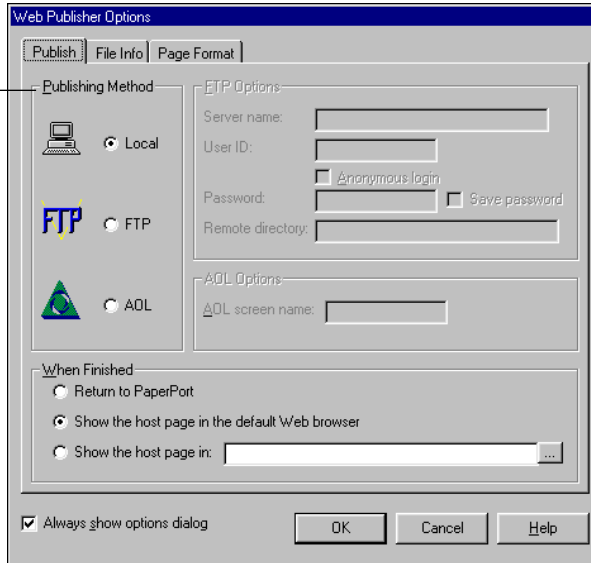 Web Publisher Options
Publish File Info Page Format
Publishing Method
Local
FTP
FTP
AOL
FTP Options
Server name:
User ID:
Anonymous login
Password:
Save password
Remote directory:
AOL Options
AOL screen name:
When Finished
Return to PaperPort
Show the host page in the default Web browser
Show the host page in:
...
Always show options dialog
OK Cancel Help